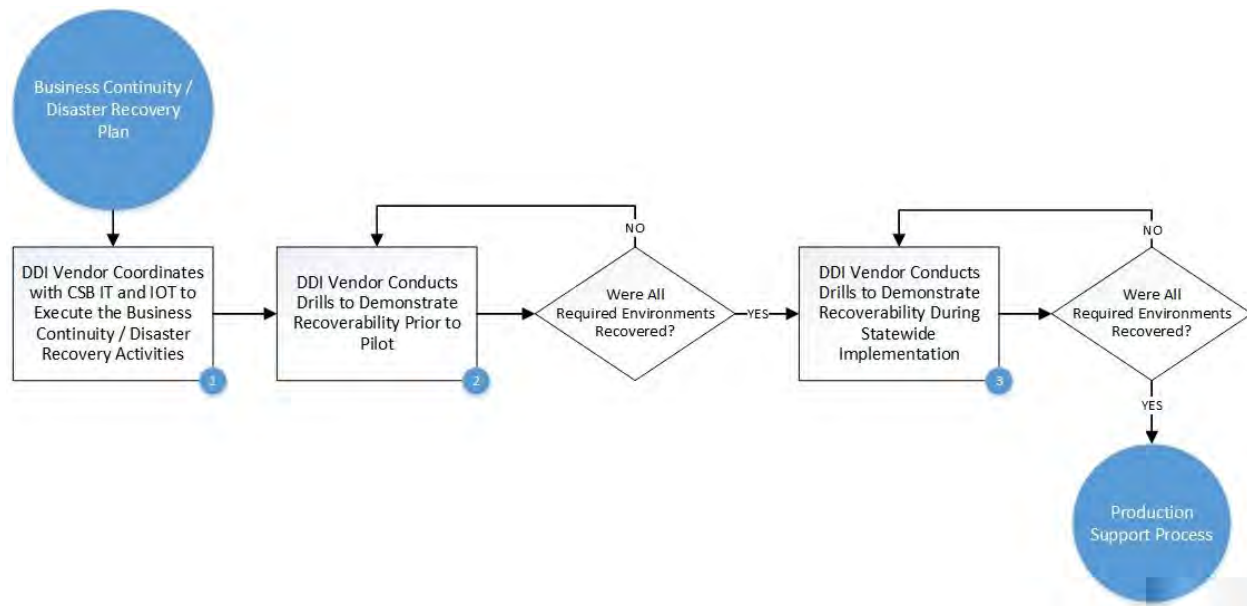 Business Continuity /
Disaster Recovery
Plan
DDI Vendor Coordinates
with CSB IT and IOT to
Execute the Business
Continuity / Disaster
Recovery Activities
1
DDI Vendor Conducts
Drills to Demonstrate
Recoverability Prior to
Pilot
2
NO
Were All
Required Environments
Recovered?
YES
DDI Vendor Conducts
Drills to Demonstrate
Recoverability During
Statewide
Implementation
3
NO
Were All
Required Environments
Recovered?
YES
Production
Support Process